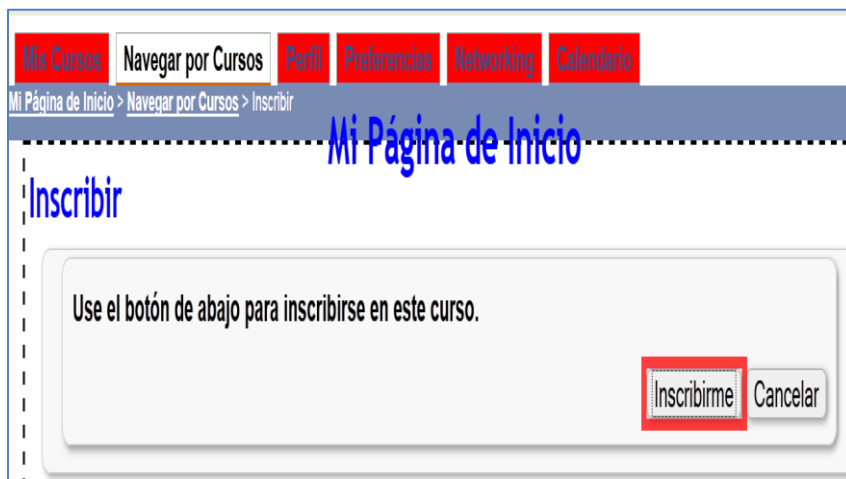 Mis Cursos Navegar por Cursos Perfil Preferencias Networking Calendario
Mi Página de Inicio > Navegar por Cursos > Inscribir
Mi Página de Inicio
Inscribir
Use el botón de abajo para inscribirse en este curso.
Inscribirme Cancelar